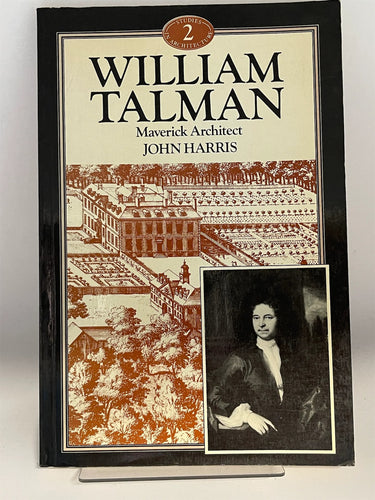 STUDIES
2
IN ARCHITECTURE
WILLIAM
TALMAN
Maverick Architect
JOHN HARRIS